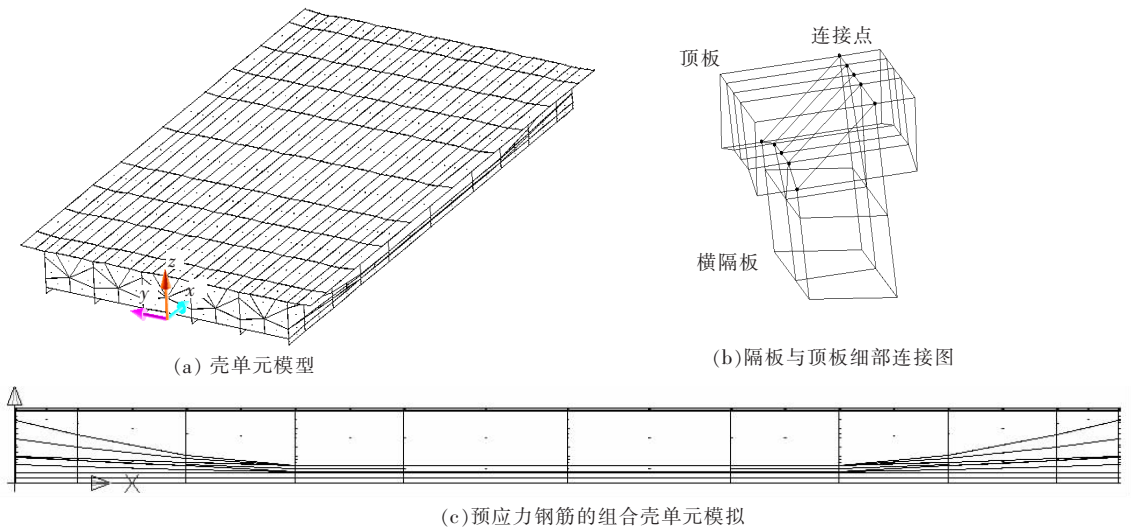 连接点
顶板
横隔板
z
y
x
(a) 壳单元模型
(b)隔板与顶板细部连接图
X
(c)预应力钢筋的组合壳单元模拟